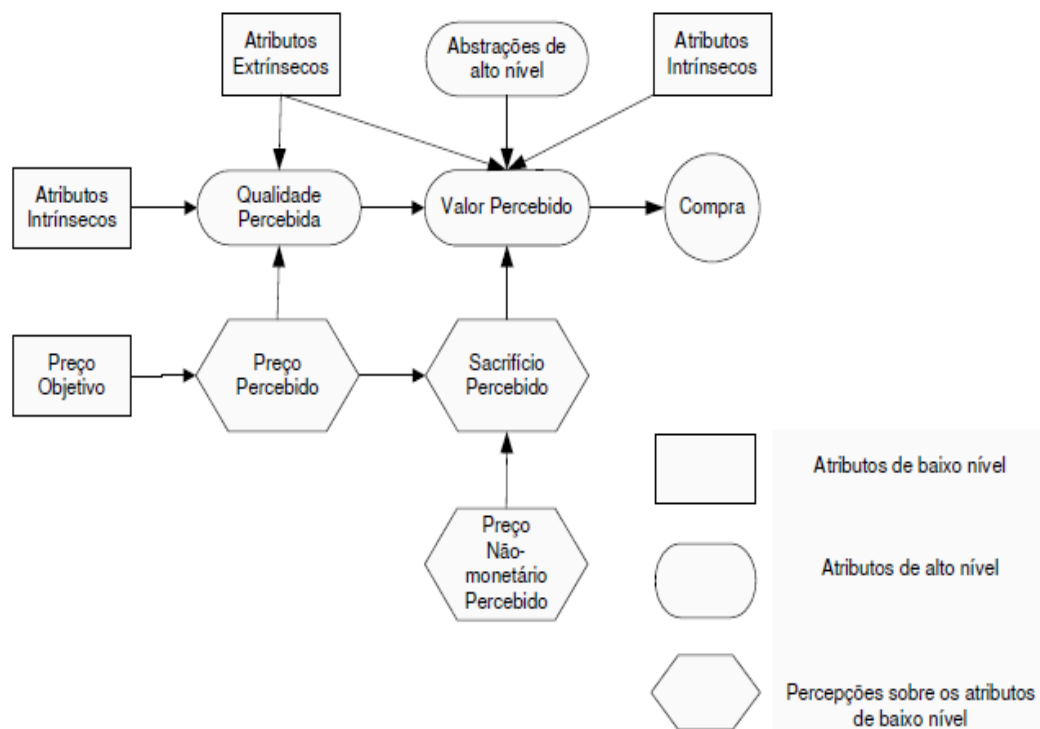 Atributos
Extrínsecos
Abstrações de
alto nível
Atributos
Intrínsecos
Atributos
Intrínsecos
Qualidade
Percebida
Valor Percebido
Compra
Preço
Objetivo
Preço
Percebido
Sacrifício
Percebido
Preço
Não-
monetário
Percebido
Atributos de baixo nível
Atributos de alto nível
Percepções sobre os atributos
de baixo nível